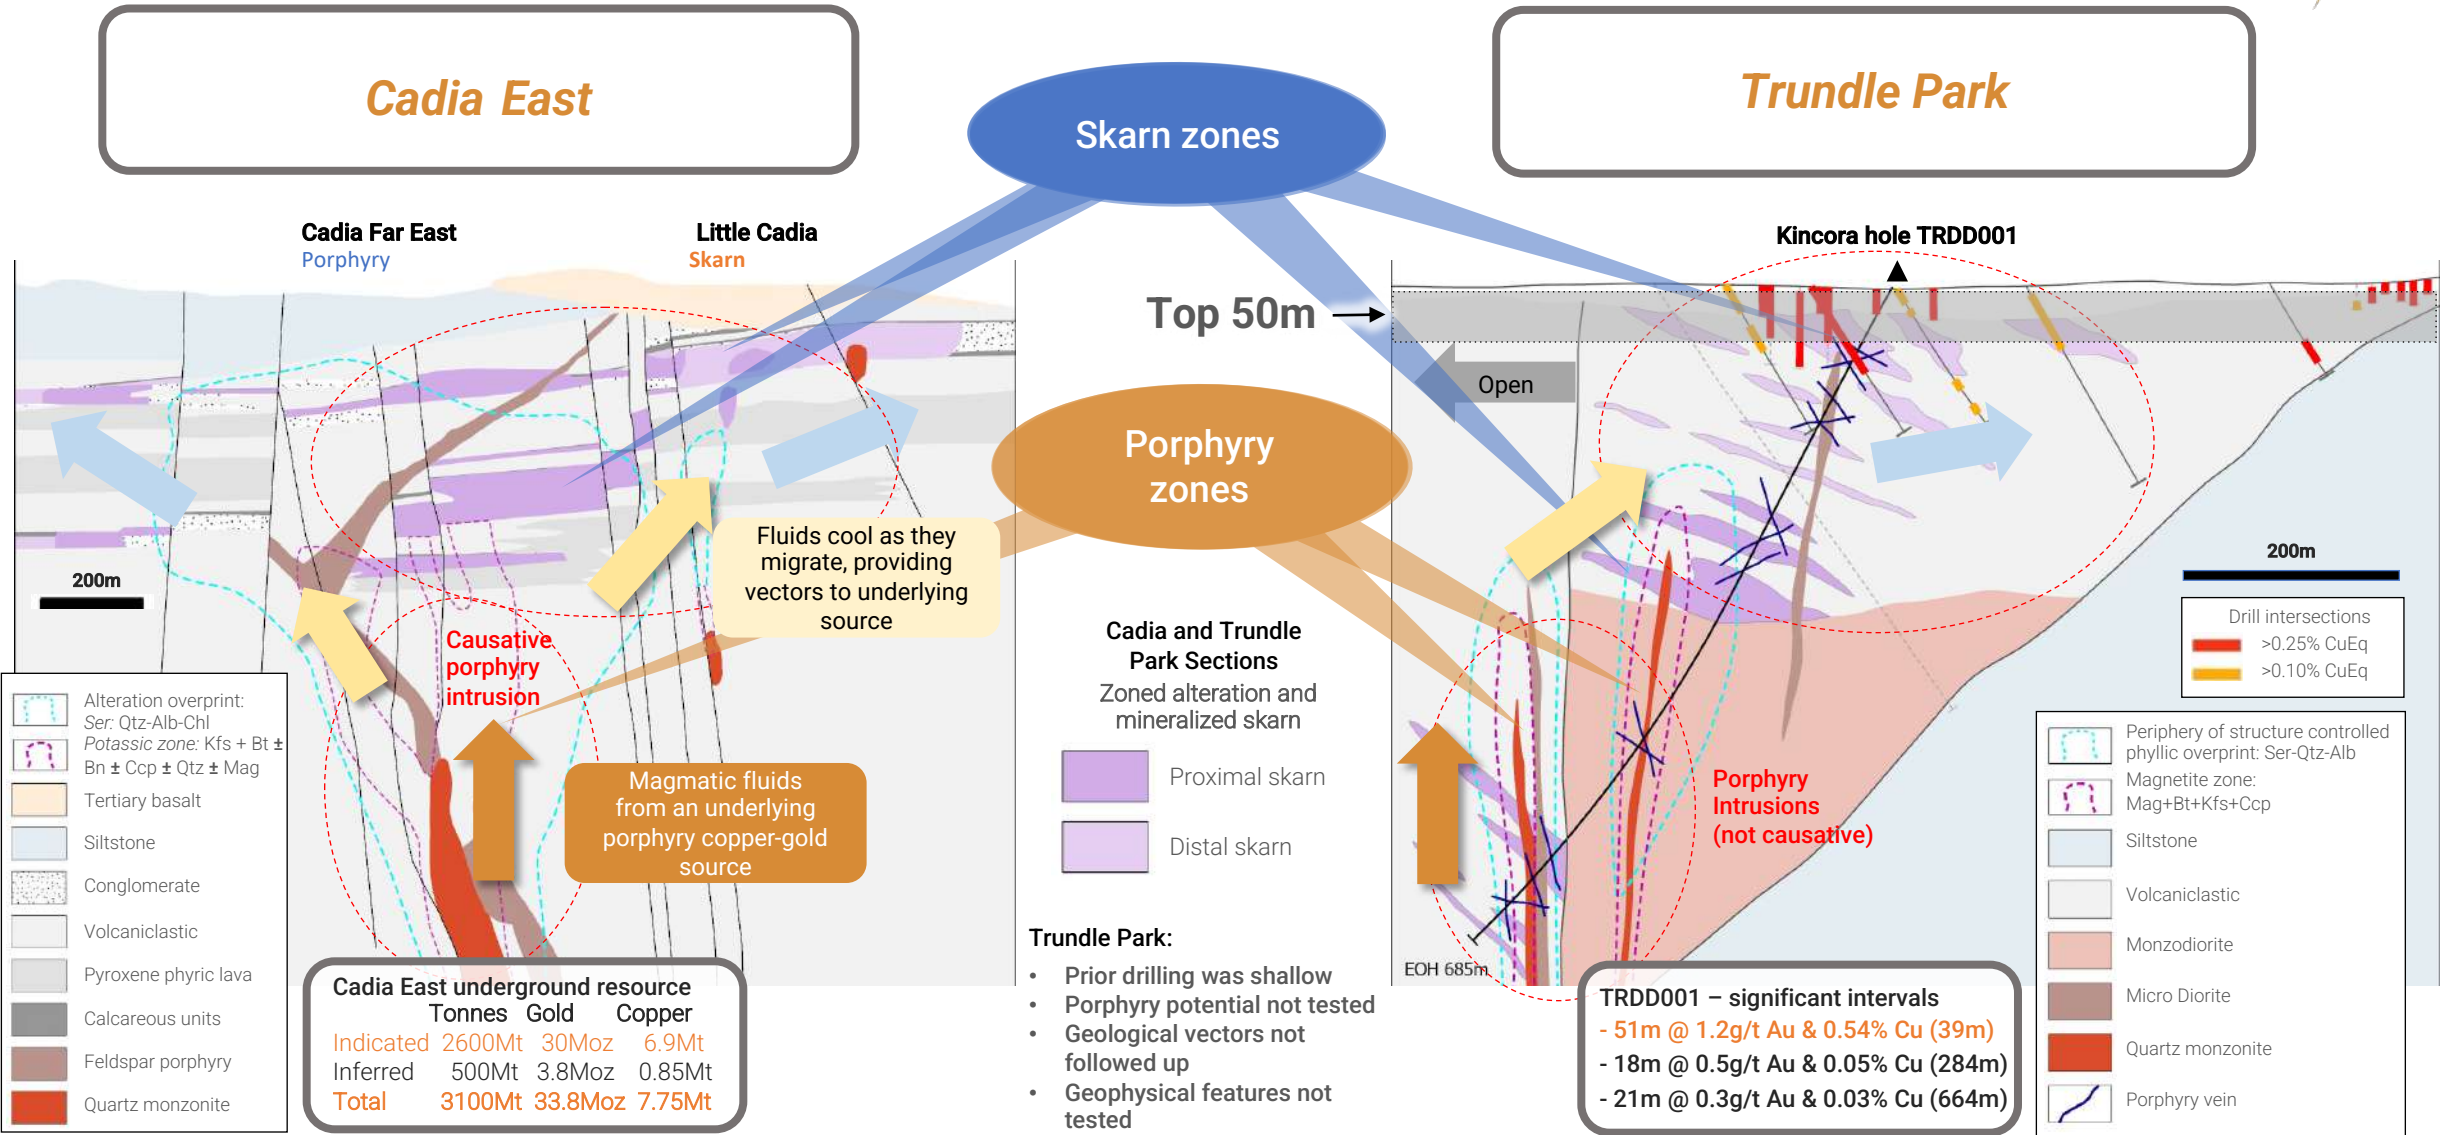 Cadia East
Skarn zones
Trundle Park
Cadia Far East
Porphyry
Little Cadia
Skarn
Kincora hole TRDD001
Top 50m
Open
Porphyry
zones
Fluids cool as they
migrate, providing
vectors to underlying
source
200m
200m
Causative
porphyry
intrusion
Magmatic fluids
from an underlying
porphyry copper-gold
source
Cadia and Trundle
Park Sections
Zoned alteration and
mineralized skarn
Proximal skarn
Distal skarn
Drill intersections
>0.25% CuEq
>0.10% CuEq
Porphyry
Intrusions
(not causative)
EOH 685m
Alteration overprint:
Ser: Qtz-Alb-Chl
Potassic zone: Kfs + Bt ±
Bn ± Ccp ± Qtz ± Mag
Tertiary basalt
Siltstone
Conglomerate
Volcaniclastic
Pyroxene phyric lava
Calcareous units
Feldspar porphyry
Quartz monzonite
Cadia East underground resource
Tonnes Gold Copper
Indicated 2600Mt 30Moz 6.9Mt
Inferred 500Mt 3.8Moz 0.85Mt
Total 3100Mt 33.8Moz 7.75Mt
Trundle Park:
• Prior drilling was shallow
• Porphyry potential not tested
• Geological vectors not
followed up
• Geophysical features not
tested
TRDD001 – significant intervals
- 51m @ 1.2g/t Au & 0.54% Cu (39m)
- 18m @ 0.5g/t Au & 0.05% Cu (284m)
- 21m @ 0.3g/t Au & 0.03% Cu (664m)
Periphery of structure controlled
phyllic overprint: Ser-Qtz-Alb
Magnetite zone:
Mag+Bt+Kfs+Ccp
Siltstone
Volcaniclastic
Monzodiorite
Micro Diorite
Quartz monzonite
Porphyry vein